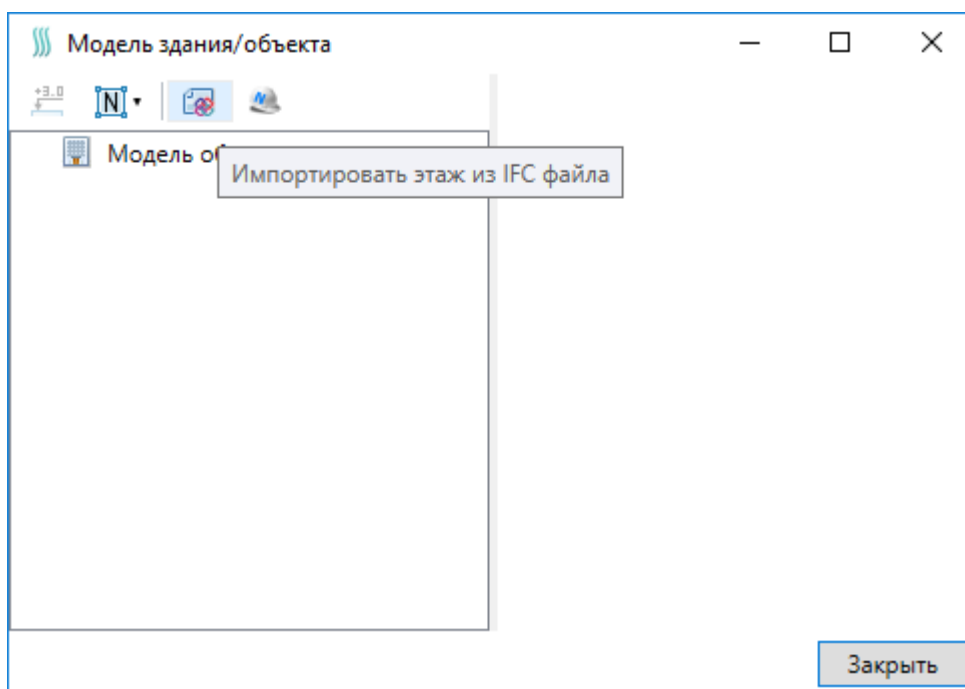 Модель здания/объекта
+3.0
N
Модель об
Импортировать этаж из IFC файла
Закрыть